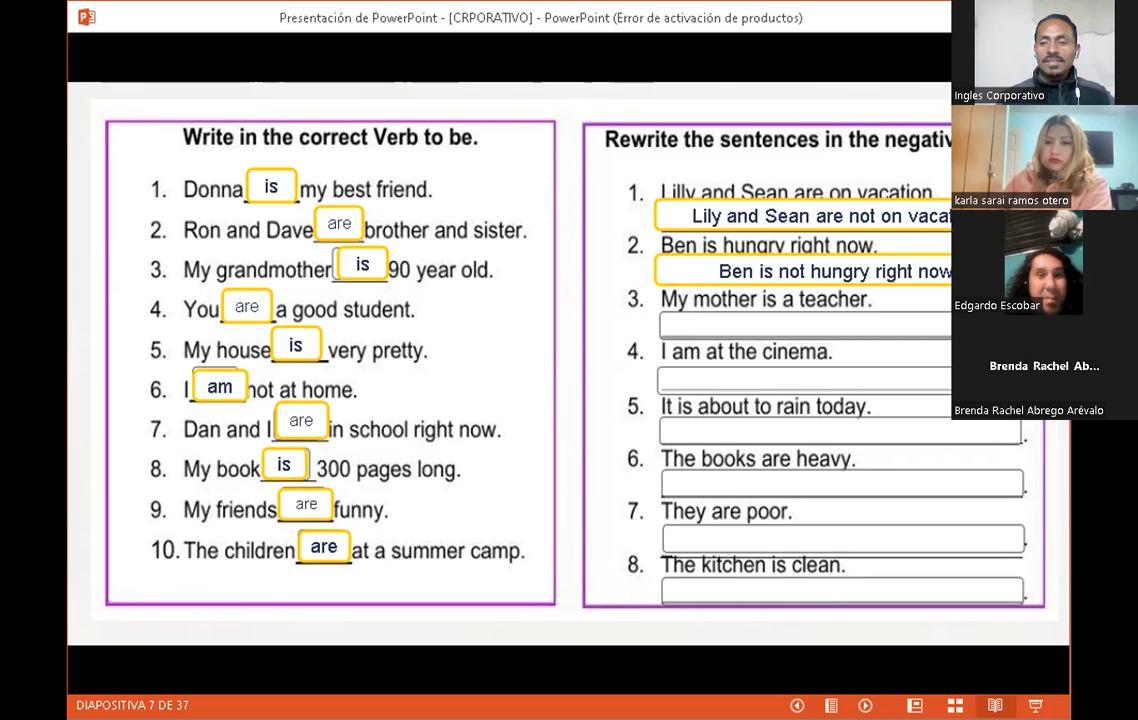 Presentación de PowerPoint - [CRPORATIVO] - PowerPoint (Error de activación de productos)
Write in the correct Verb to be.
1. Donna is my best friend.
2. Ron and Dave are brother and sister.
3. My grandmother is 90 year old.
4. You are a good student.
5. My house is very pretty.
6. I am not at home.
7. Dan and I are in school right now.
8. My book is 300 pages long.
9. My friends are funny.
10. The children are at a summer camp.
Rewrite the sentences in the negativ
1. Lilly and Sean are on vacation
Lily and Sean are not on vacat
2. Ben is hungry right now.
Ben is not hungry right now
3. My mother is a teacher.
4. I am at the cinema.
5. It is about to rain today.
6. The books are heavy.
7. They are poor.
8. The kitchen is clean.
Ingles Corporativo
karla sarai ramos otero
Edgardo Escobar
Brenda Rachel Ab...
Brenda Rachel Abrego Arévalo
DIAPOSITIVA 7 DE 37